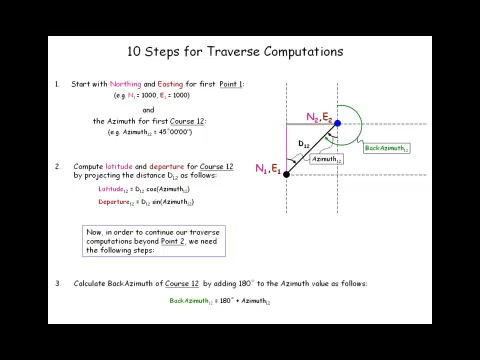 10 Steps for Traverse Computations
1. Start with Northing and Easting for first Point 1:
(e.g. N₁ = 1000, E₁ = 1000)
and
the Azimuth for first Course 12:
(e.g. Azimuth₁₂ = 45°00'00")
N₂,E₂
D₁₂
Azimuth₁₂
BackAzimuth₁₂
N₁,E₁
2. Compute latitude and departure for Course 12
by projecting the distance D₁₂ as follows:
Latitude₁₂ = D₁₂ cos(Azimuth₁₂)
Departure₁₂ = D₁₂ sin(Azimuth₁₂)
Now, in order to continue our traverse
computations beyond Point 2, we need
the following steps:
3. Calculate BackAzimuth of Course 12 by adding 180° to the Azimuth value as follows:
BackAzimuth₁₂ = 180° + Azimuth₁₂